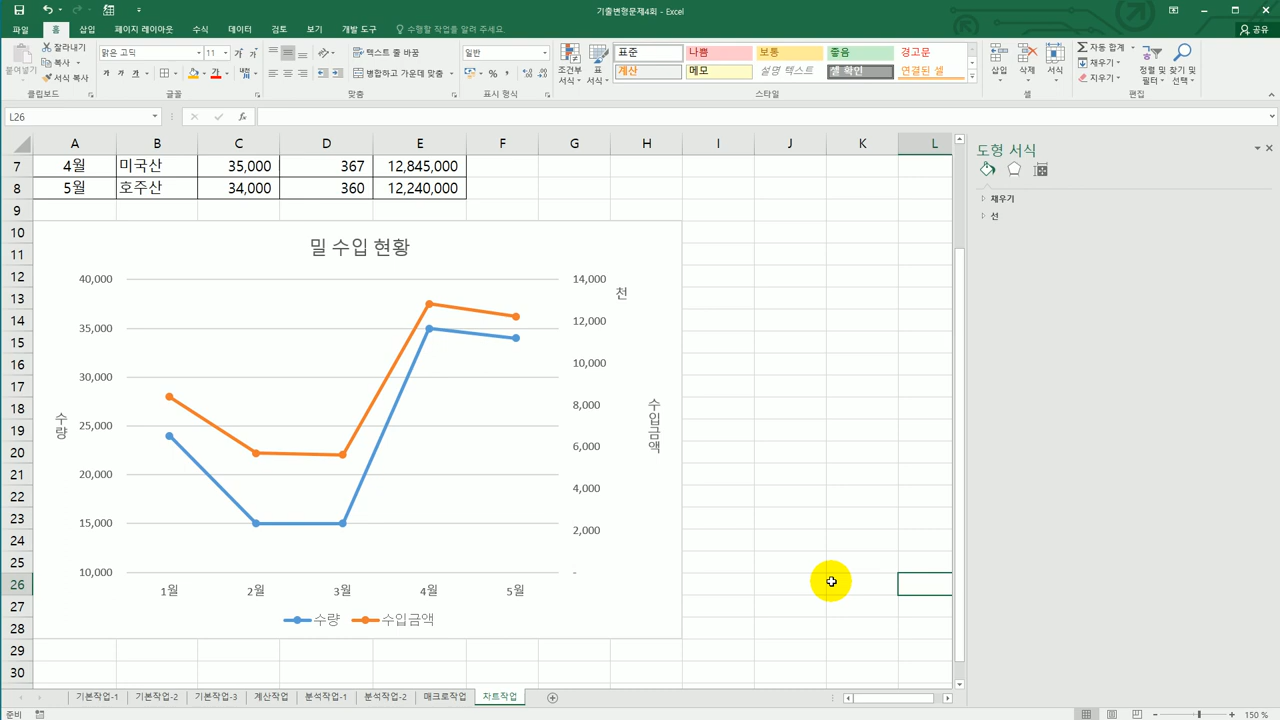 기출변형문제4회 - Excel
파일 홈 삽입 페이지 레이아웃 수식 데이터 검토 보기 개발 도구 수행할 작업을 알려 주세요. 공유
붙여넣기 잘라내기 복사 서식 복사 클립보드
맑은 고딕 11 가 가 가 가 가 글꼴
텍스트 줄 바꿈 병합하고 가운데 맞춤 맞춤
일반 % , 표시 형식
조건부 서식 표 서식
표준 나쁨 보통 좋음 경고문
계산 메모 설명 텍스트 셀 확인 연결된 셀
스타일
삽입 삭제 서식 셀
자동 합계 채우기 지우기 정렬 및 필터 찾기 및 선택 편집
L26 fx
A B C D E F G H I J K L
7 4월 미국산 35,000 367 12,845,000
8 5월 호주산 34,000 360 12,240,000
9
10
11
12
13
14
15
16
17
18
19
20
21
22
23
24
25
26
27
28
29
30
밀 수입 현황
40,000
35,000
30,000
25,000
20,000
15,000
10,000
수량
14,000
12,000
10,000
8,000
6,000
4,000
2,000
-
천
수입금액
1월 2월 3월 4월 5월
수량 수입금액
도형 서식
채우기
선
기본작업-1 기본작업-2 기본작업-3 계산작업 분석작업-1 분석작업-2 매크로작업 차트작업
준비 150 %